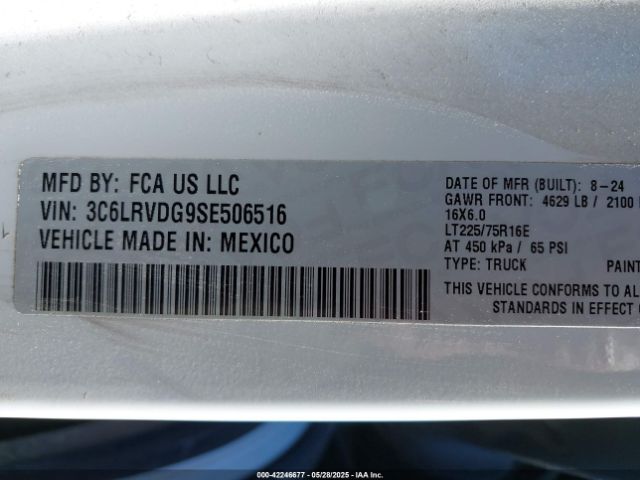 MFD BY: FCA US LLC
VIN: 3C6LRVDG9SE506516
VEHICLE MADE IN: MEXICO
DATE OF MFR (BUILT): 8-24
GAWR FRONT: 4629 LB / 2100
16X6.0
LT225/75R16E
AT 450 kPa / 65 PSI
TYPE: TRUCK PAINT
THIS VEHICLE CONFORMS TO AL
STANDARDS IN EFFECT
000-42246677 - 05/28/2025 - IAA Inc.